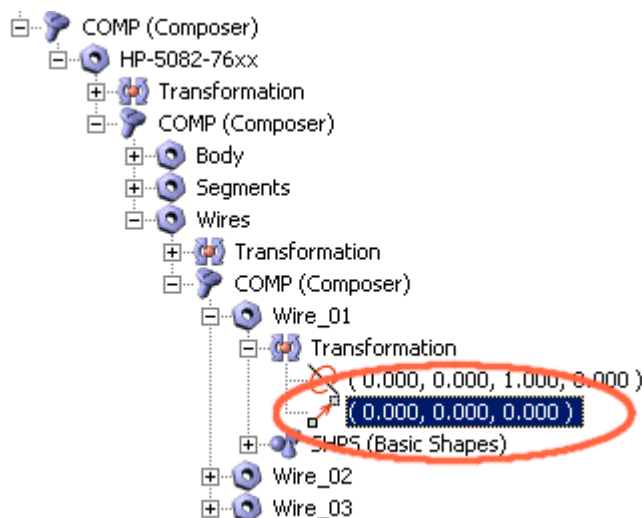 COMP (Composer)
HP-5082-76xx
Transformation
COMP (Composer)
Body
Segments
Wires
Transformation
COMP (Composer)
Wire_01
Transformation
( 0.000, 0.000, 1.000, 0.000 )
( 0.000, 0.000, 0.000 )
SHPS (Basic Shapes)
Wire_02
Wire_03